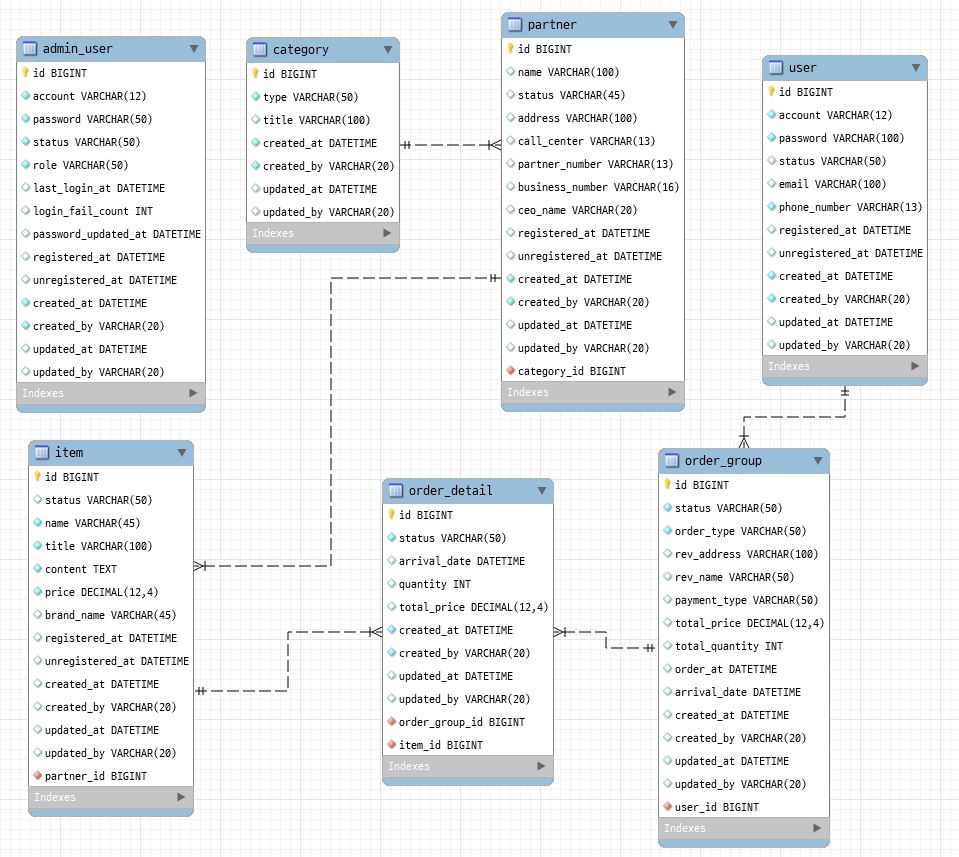 admin_user
id BIGINT
account VARCHAR(12)
password VARCHAR(50)
status VARCHAR(50)
role VARCHAR(50)
last_login_at DATETIME
login_fail_count INT
password_updated_at DATETIME
registered_at DATETIME
unregistered_at DATETIME
created_at DATETIME
created_by VARCHAR(20)
updated_at DATETIME
updated_by VARCHAR(20)
Indexes
category
id BIGINT
type VARCHAR(50)
title VARCHAR(100)
created_at DATETIME
created_by VARCHAR(20)
updated_at DATETIME
updated_by VARCHAR(20)
Indexes
partner
id BIGINT
name VARCHAR(100)
status VARCHAR(45)
address VARCHAR(100)
call_center VARCHAR(13)
partner_number VARCHAR(13)
business_number VARCHAR(16)
ceo_name VARCHAR(20)
registered_at DATETIME
unregistered_at DATETIME
created_at DATETIME
created_by VARCHAR(20)
updated_at DATETIME
updated_by VARCHAR(20)
category_id BIGINT
Indexes
user
id BIGINT
account VARCHAR(12)
password VARCHAR(100)
status VARCHAR(50)
email VARCHAR(100)
phone_number VARCHAR(13)
registered_at DATETIME
unregistered_at DATETIME
created_at DATETIME
created_by VARCHAR(20)
updated_at DATETIME
updated_by VARCHAR(20)
Indexes
item
id BIGINT
status VARCHAR(50)
name VARCHAR(45)
title VARCHAR(100)
content TEXT
price DECIMAL(12,4)
brand_name VARCHAR(45)
registered_at DATETIME
unregistered_at DATETIME
created_at DATETIME
created_by VARCHAR(20)
updated_at DATETIME
updated_by VARCHAR(20)
partner_id BIGINT
Indexes
order_detail
id BIGINT
status VARCHAR(50)
arrival_date DATETIME
quantity INT
total_price DECIMAL(12,4)
created_at DATETIME
created_by VARCHAR(20)
updated_at DATETIME
updated_by VARCHAR(20)
order_group_id BIGINT
item_id BIGINT
Indexes
order_group
id BIGINT
status VARCHAR(50)
order_type VARCHAR(50)
rev_address VARCHAR(100)
rev_name VARCHAR(50)
payment_type VARCHAR(50)
total_price DECIMAL(12,4)
total_quantity INT
order_at DATETIME
arrival_date DATETIME
created_at DATETIME
created_by VARCHAR(20)
updated_at DATETIME
updated_by VARCHAR(20)
user_id BIGINT
Indexes